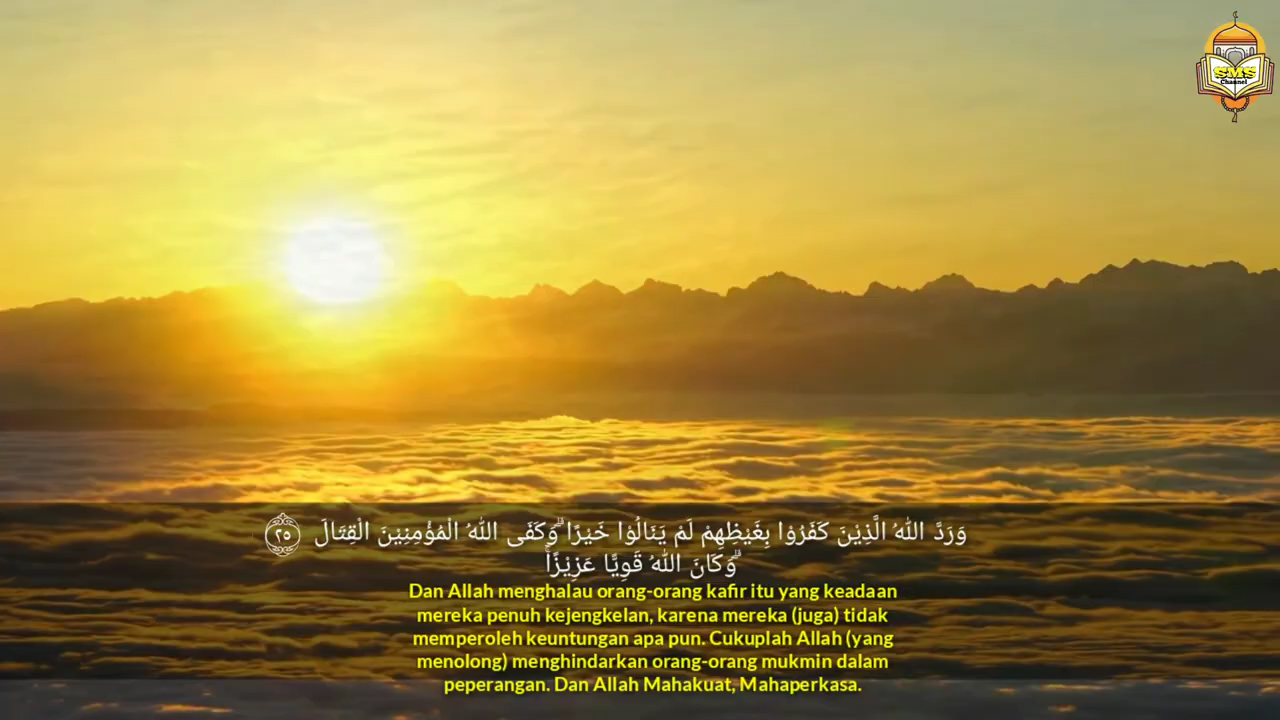 SMS
Channel
وَرَدَّ اللّٰهُ الَّذِيْنَ كَفَرُوْا بِغَيْظِهِمْ لَمْ يَنَالُوْا خَيْرًا ۗوَكَفَى اللّٰهُ الْمُؤْمِنِيْنَ الْقِتَالَ ٢٥
ۗوَكَانَ اللّٰهُ قَوِيًّا عَزِيْزًاۚ
Dan Allah menghalau orang-orang kafir itu yang keadaan
mereka penuh kejengkelan, karena mereka (juga) tidak
memperoleh keuntungan apa pun. Cukuplah Allah (yang
menolong) menghindarkan orang-orang mukmin dalam
peperangan. Dan Allah Mahakuat, Mahaperkasa.